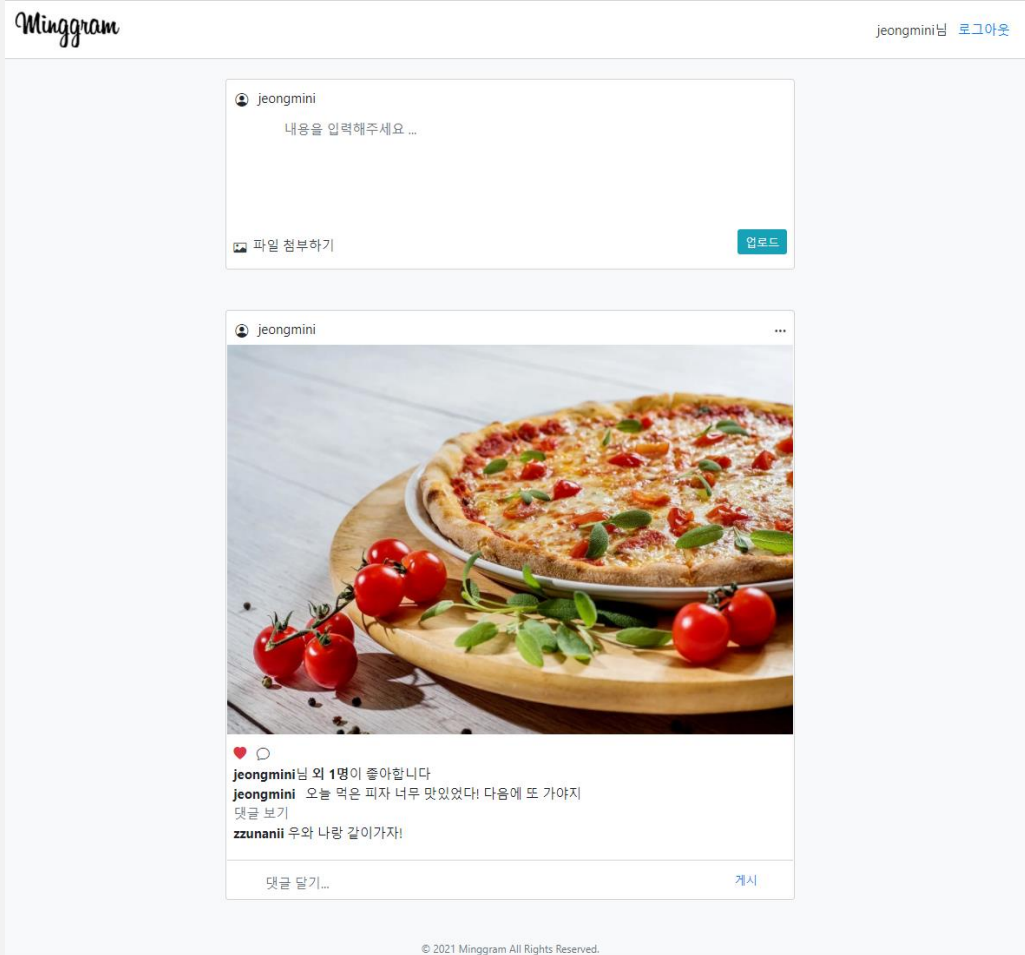 Minggram
jeongmini님 로그아웃
jeongmini
내용을 입력해주세요 ...
파일 첨부하기
업로드
jeongmini
...
jeongmini님 외 1명이 좋아합니다
jeongmini 오늘 먹은 피자 너무 맛있었다! 다음에 또 가야지
댓글 보기
zzunanii 우와 나랑 같이가자!
댓글 달기...
게시
© 2021 Minggram All Rights Reserved.